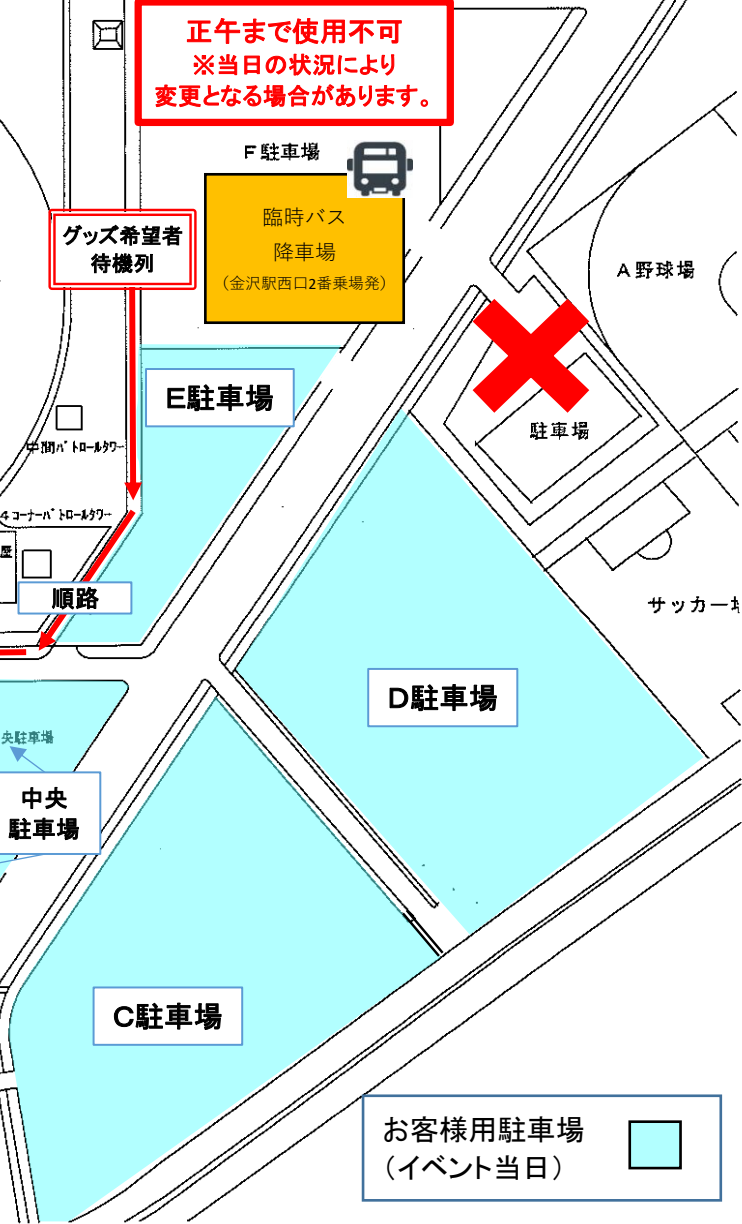 正午まで使用不可
※当日の状況により
変更となる場合があります。
F駐車場
臨時バス
降車場
（金沢駅西口2番乗場発）
グッズ希望者
待機列
A野球場
E駐車場
駐車場
中間ﾊﾟﾄﾛｰﾙﾀﾜｰ
4コーナーﾊﾟﾄﾛｰﾙﾀﾜｰ
屋
順路
サッカー場
D駐車場
央駐車場
中央
駐車場
C駐車場
お客様用駐車場
（イベント当日）